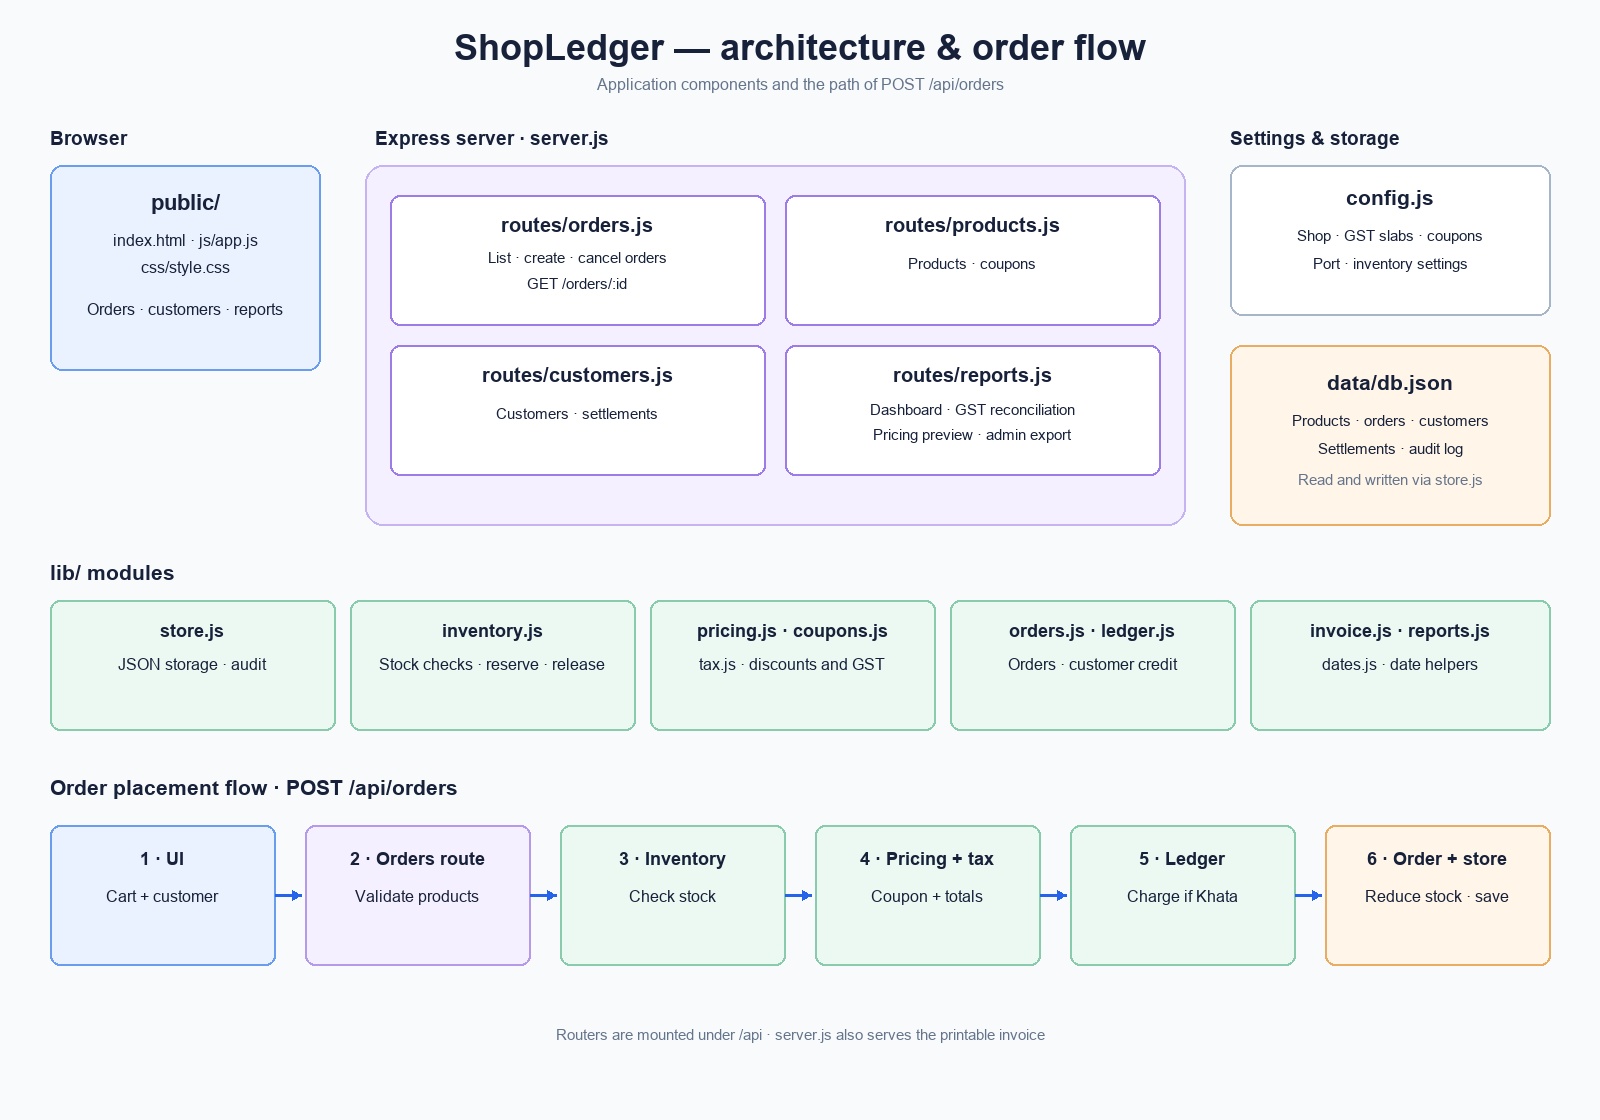 ShopLedger — architecture & order flow
Application components and the path of POST /api/orders
Browser
public/
index.html · js/app.js
css/style.css
Orders · customers · reports
Express server · server.js
routes/orders.js
List · create · cancel orders
GET /orders/:id
routes/products.js
Products · coupons
routes/customers.js
Customers · settlements
routes/reports.js
Dashboard · GST reconciliation
Pricing preview · admin export
Settings & storage
config.js
Shop · GST slabs · coupons
Port · inventory settings
data/db.json
Products · orders · customers
Settlements · audit log
Read and written via store.js
lib/ modules
store.js
JSON storage · audit
inventory.js
Stock checks · reserve · release
pricing.js · coupons.js
tax.js · discounts and GST
orders.js · ledger.js
Orders · customer credit
invoice.js · reports.js
dates.js · date helpers
Order placement flow · POST /api/orders
1 · UI
Cart + customer
2 · Orders route
Validate products
3 · Inventory
Check stock
4 · Pricing + tax
Coupon + totals
5 · Ledger
Charge if Khata
6 · Order + store
Reduce stock · save
Routers are mounted under /api · server.js also serves the printable invoice